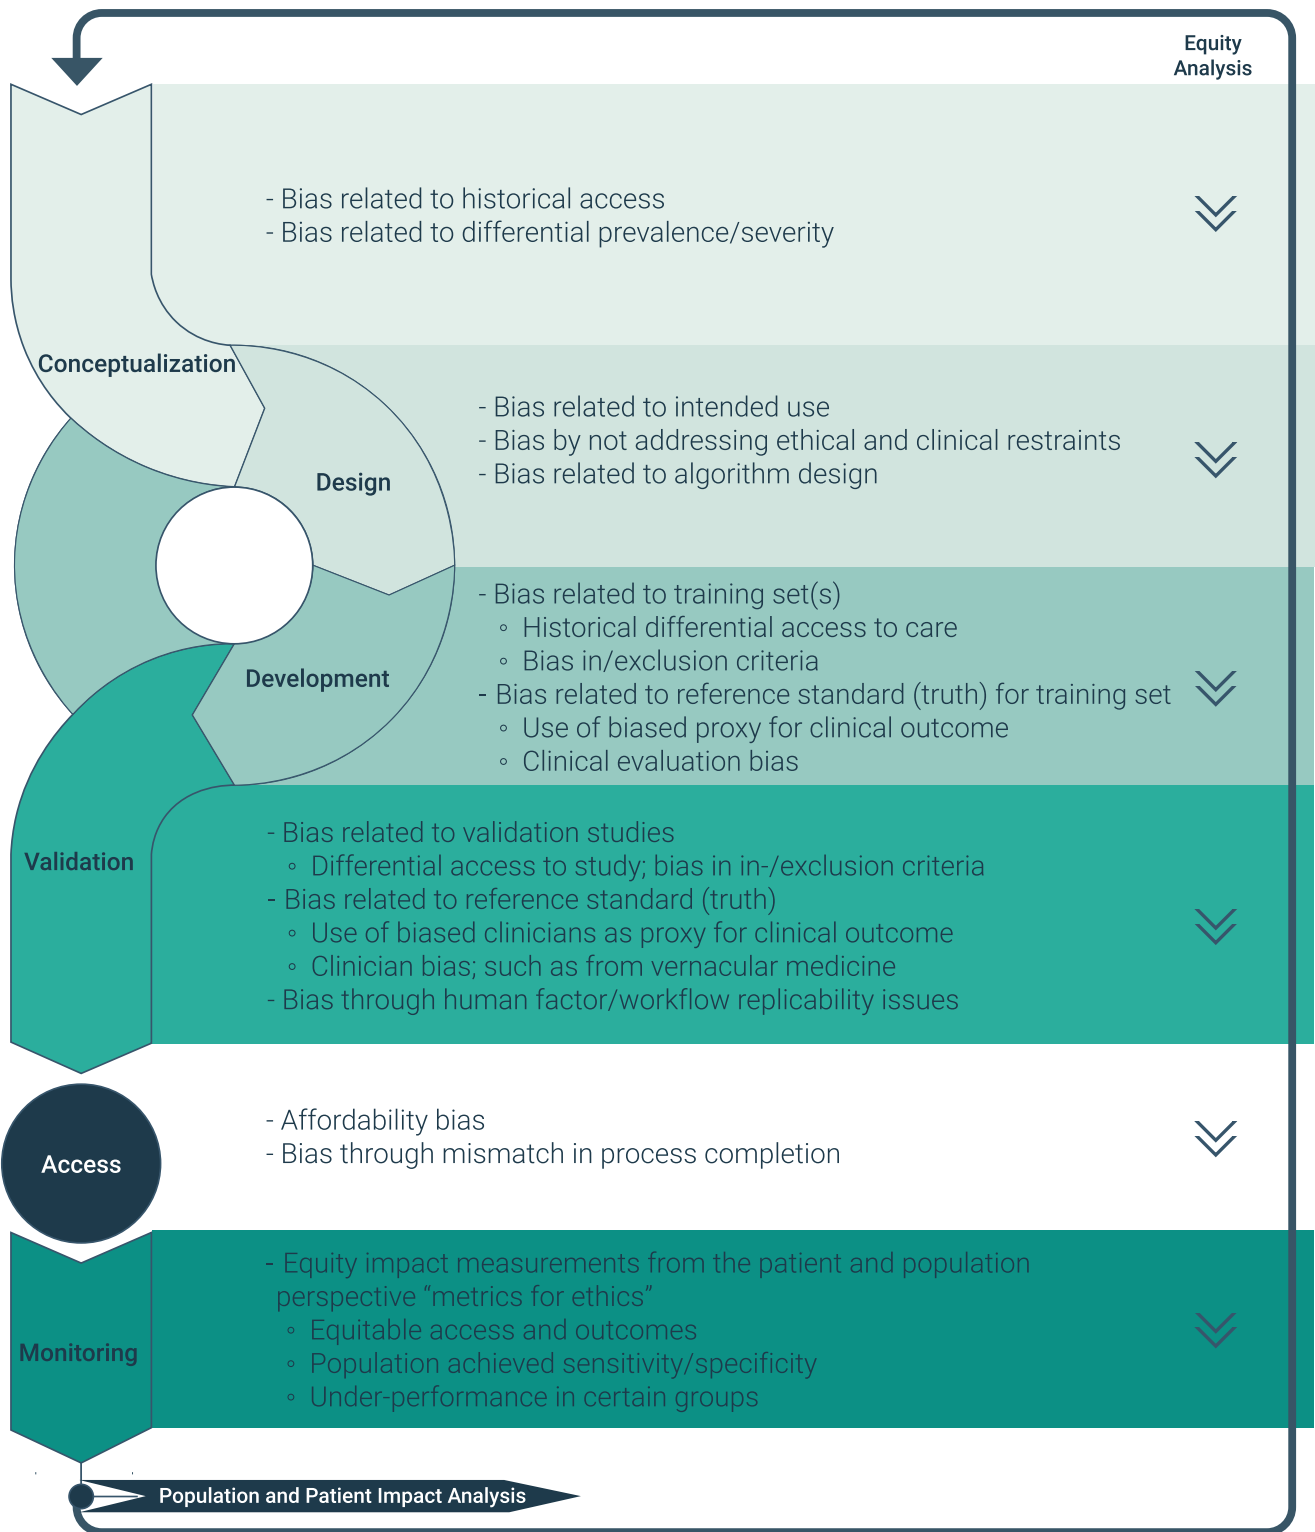 Equity
Analysis
- Bias related to historical access
- Bias related to differential prevalence/severity
Conceptualization
- Bias related to intended use
- Bias by not addressing ethical and clinical restraints
- Bias related to algorithm design
Design
- Bias related to training set(s)
◦ Historical differential access to care
◦ Bias in/exclusion criteria
- Bias related to reference standard (truth) for training set
◦ Use of biased proxy for clinical outcome
◦ Clinical evaluation bias
Development
- Bias related to validation studies
◦ Differential access to study; bias in in-/exclusion criteria
- Bias related to reference standard (truth)
◦ Use of biased clinicians as proxy for clinical outcome
◦ Clinician bias; such as from vernacular medicine
- Bias through human factor/workflow replicability issues
Validation
- Affordability bias
- Bias through mismatch in process completion
Access
- Equity impact measurements from the patient and population
perspective “metrics for ethics”
◦ Equitable access and outcomes
◦ Population achieved sensitivity/specificity
◦ Under-performance in certain groups
Monitoring
Population and Patient Impact Analysis